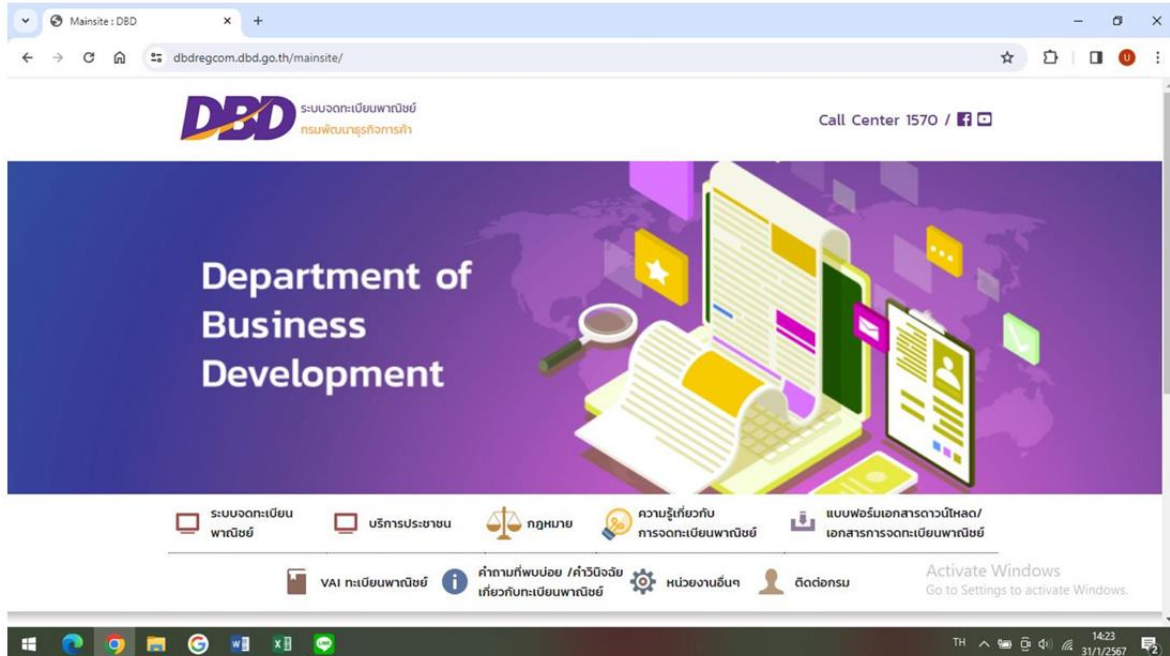 Mainsite : DBD
dbdregcom.dbd.go.th/mainsite/
U
DBD
ระบบจดทะเบียนพาณิชย์
กรมพัฒนาธุรกิจการค้า
Call Center 1570 /
Department of
Business
Development
ระบบจดทะเบียน
พาณิชย์
บริการประชาชน
กฎหมาย
ความรู้เกี่ยวกับ
การจดทะเบียนพาณิชย์
แบบฟอร์มเอกสารดาวน์โหลด/
เอกสารการจดทะเบียนพาณิชย์
VAI ทะเบียนพาณิชย์
คำถามที่พบบ่อย /คำวินิจฉัย
เกี่ยวกับทะเบียนพาณิชย์
หน่วยงานอื่นๆ
ติดต่อกรม
Activate Windows
Go to Settings to activate Windows.
TH
14:23
31/1/2567
2